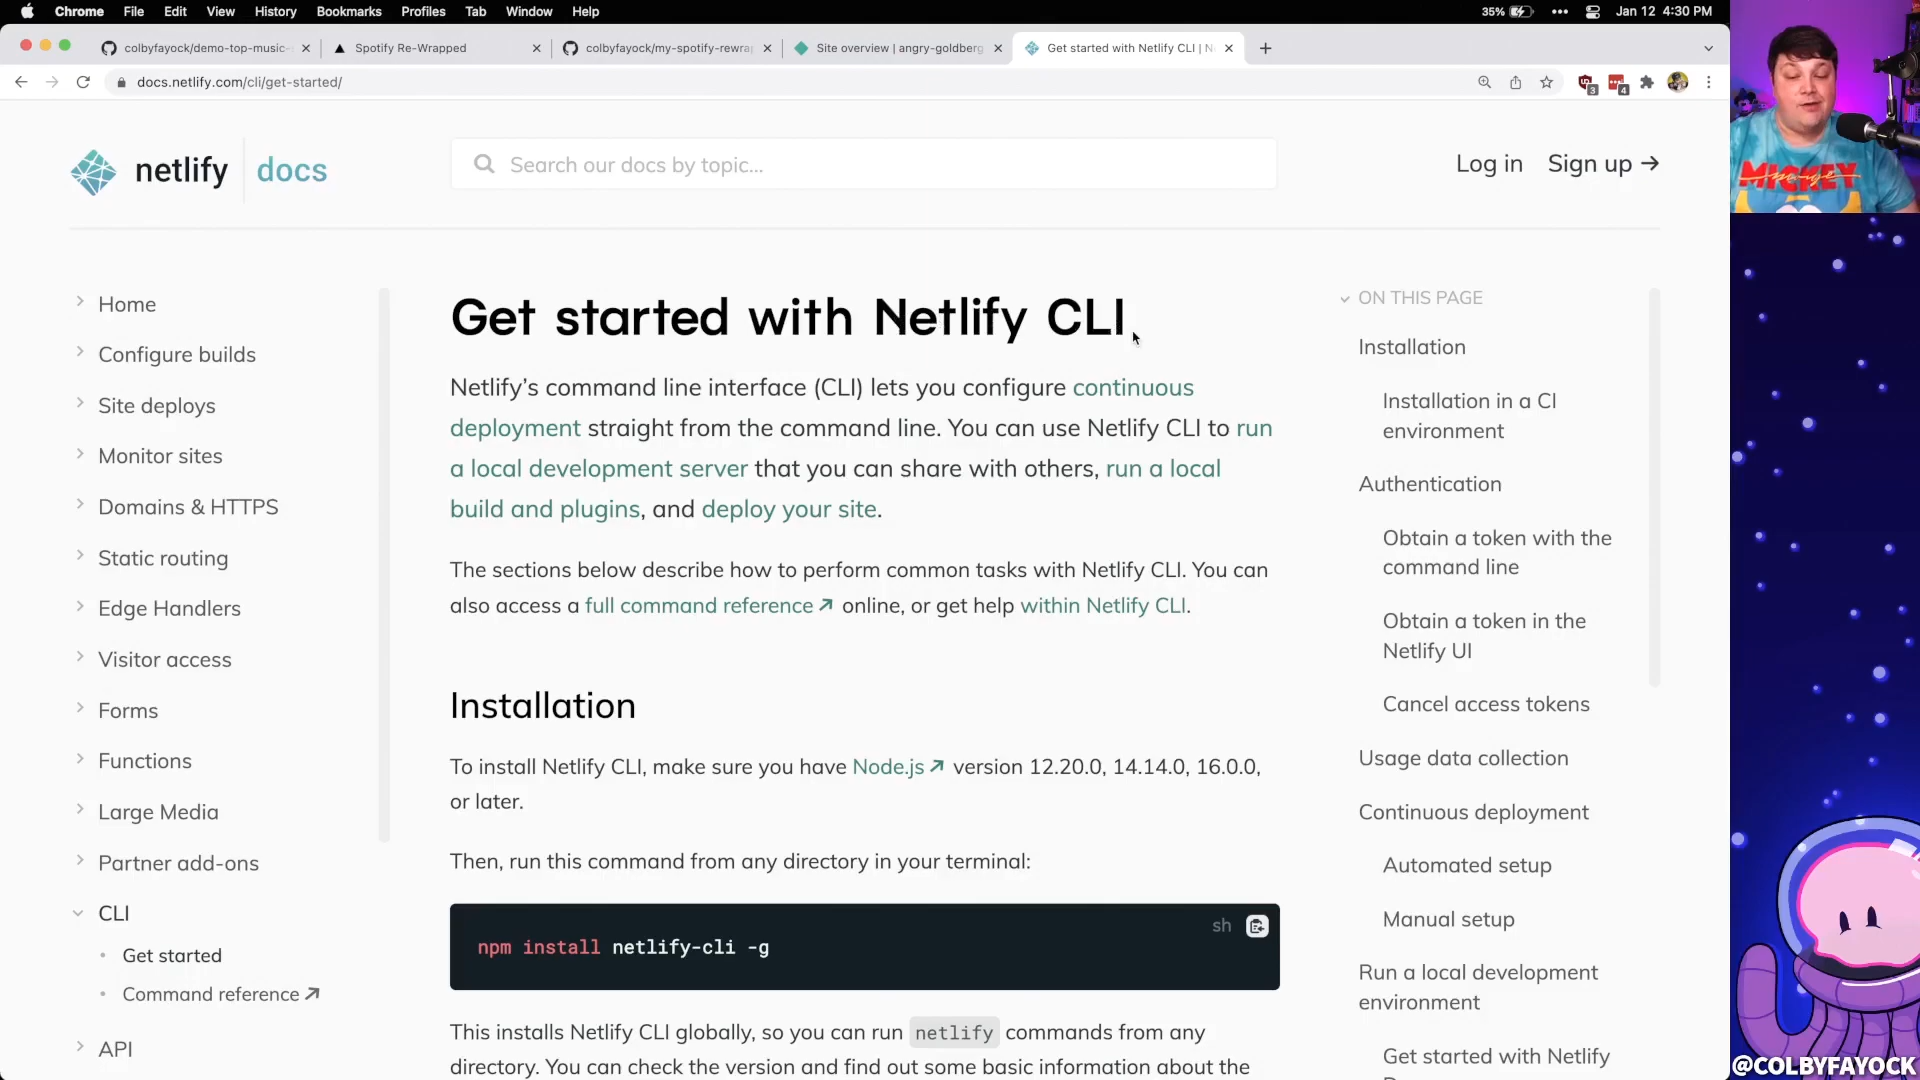 Chrome File Edit View History Bookmarks Profiles Tab Window Help
35% Jan 12 4:30 PM
colbyfayock/demo-top-music-
Spotify Re-Wrapped
colbyfayock/my-spotify-rewra
Site overview | angry-goldberg
Get started with Netlify CLI | N
docs.netlify.com/cli/get-started/
3
4
netlify docs
Search our docs by topic...
Log in
Sign up →
Home
Configure builds
Site deploys
Monitor sites
Domains & HTTPS
Static routing
Edge Handlers
Visitor access
Forms
Functions
Large Media
Partner add-ons
CLI
• Get started
• Command reference
API
Get started with Netlify CLI
Netlify’s command line interface (CLI) lets you configure continuous
deployment straight from the command line. You can use Netlify CLI to run
a local development server that you can share with others, run a local
build and plugins, and deploy your site.
The sections below describe how to perform common tasks with Netlify CLI. You can
also access a full command reference online, or get help within Netlify CLI.
Installation
To install Netlify CLI, make sure you have Node.js version 12.20.0, 14.14.0, 16.0.0,
or later.
Then, run this command from any directory in your terminal:
sh
npm install netlify-cli -g
This installs Netlify CLI globally, so you can run netlify commands from any
directory. You can check the version and find out some basic information about the
ON THIS PAGE
Installation
Installation in a CI
environment
Authentication
Obtain a token with the
command line
Obtain a token in the
Netlify UI
Cancel access tokens
Usage data collection
Continuous deployment
Automated setup
Manual setup
Run a local development
environment
Get started with Netlify
MICKEY
@COLBYFAYOCK